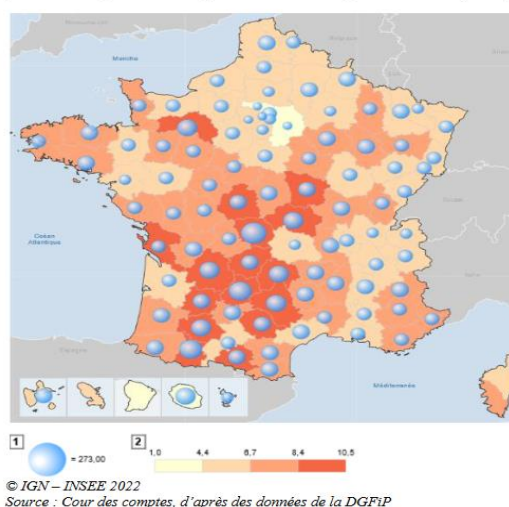 Manche
Belgique
Océan
Atlantique
Espagne
Méditerranée
1
= 273,00
2
1,0 4,4 6,7 8,4 10,5
© IGN – INSEE 2022
Source : Cour des comptes, d'après des données de la DGFiP